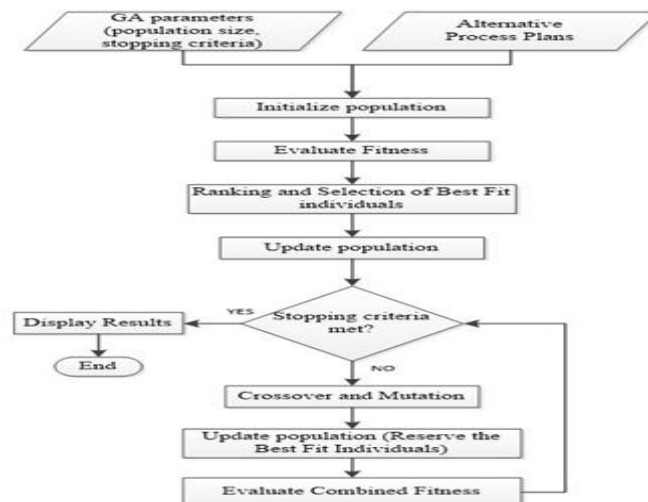 GA parameters
(population size,
stopping criteria)
Alternative
Process Plans
Initialize population
Evaluate Fitness
Ranking and Selection of Best Fit
individuals
Update population
Stopping criteria
met?
YES
Display Results
End
NO
Crossover and Mutation
Update population (Reserve the
Best Fit Individuals)
Evaluate Combined Fitness